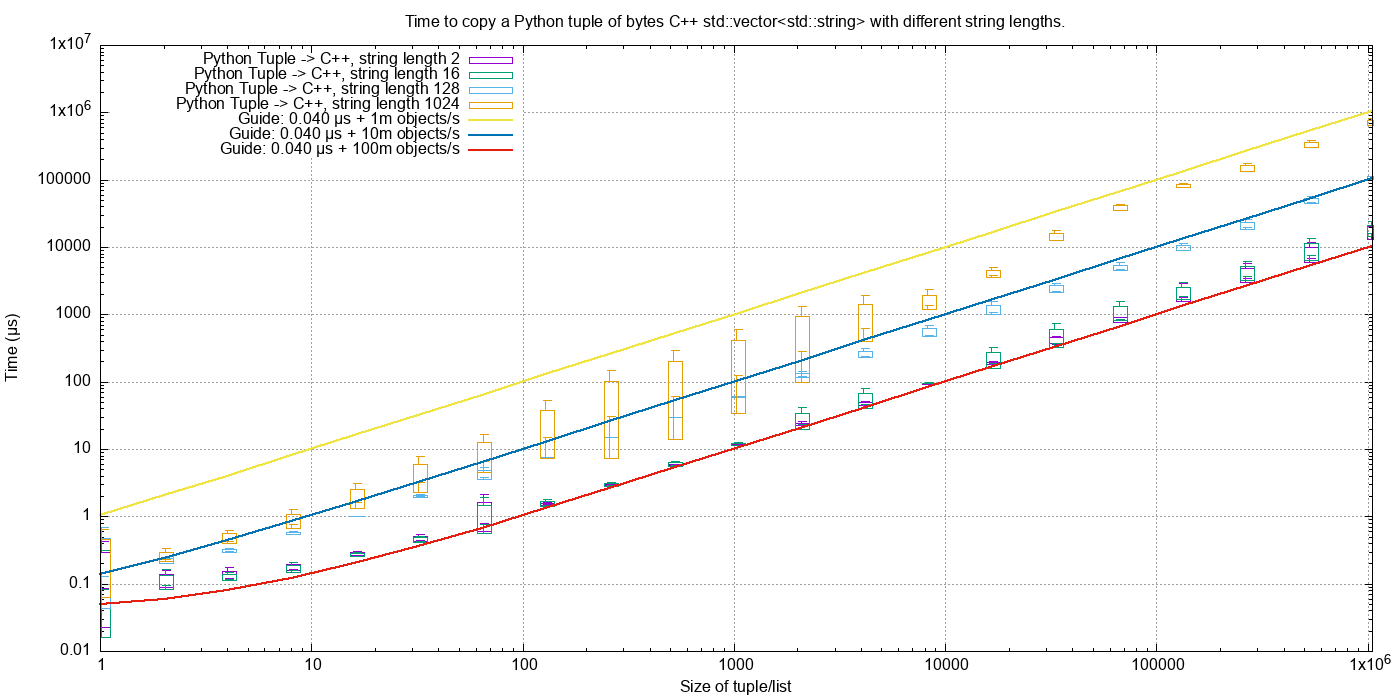 Time to copy a Python tuple of bytes C++ std::vector<std::string> with different string lengths.
Python Tuple -> C++, string length 2
Python Tuple -> C++, string length 16
Python Tuple -> C++, string length 128
Python Tuple -> C++, string length 1024
Guide: 0.040 µs + 1m objects/s
Guide: 0.040 µs + 10m objects/s
Guide: 0.040 µs + 100m objects/s
Time (µs)
1x10^7
1x10^6
100000
10000
1000
100
10
1
0.1
0.01
1 10 100 1000 10000 100000 1x10^6
Size of tuple/list